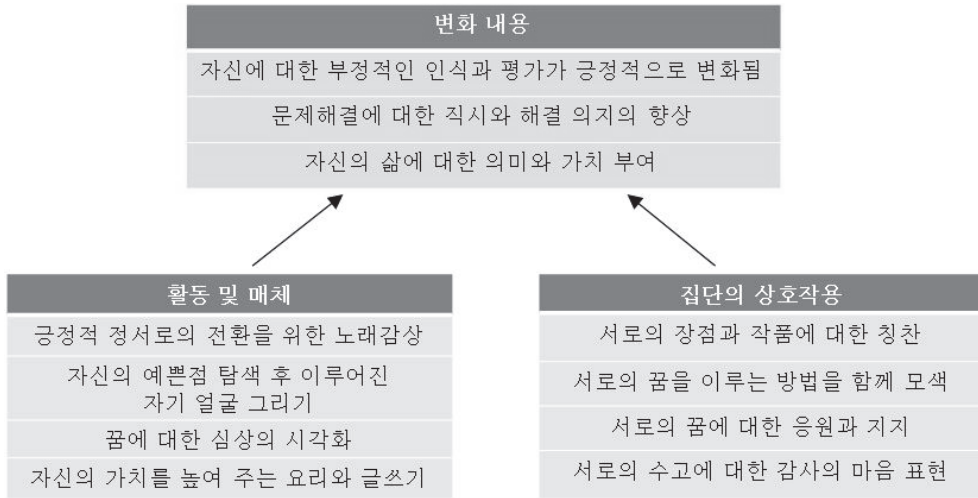 변화 내용
자신에 대한 부정적인 인식과 평가가 긍정적으로 변화됨
문제해결에 대한 직시와 해결 의지의 향상
자신의 삶에 대한 의미와 가치 부여
활동 및 매체
긍정적 정서로의 전환을 위한 노래감상
자신의 예쁜점 탐색 후 이루어진
자기 얼굴 그리기
꿈에 대한 심상의 시각화
자신의 가치를 높여 주는 요리와 글쓰기
집단의 상호작용
서로의 장점과 작품에 대한 칭찬
서로의 꿈을 이루는 방법을 함께 모색
서로의 꿈에 대한 응원과 지지
서로의 수고에 대한 감사의 마음 표현